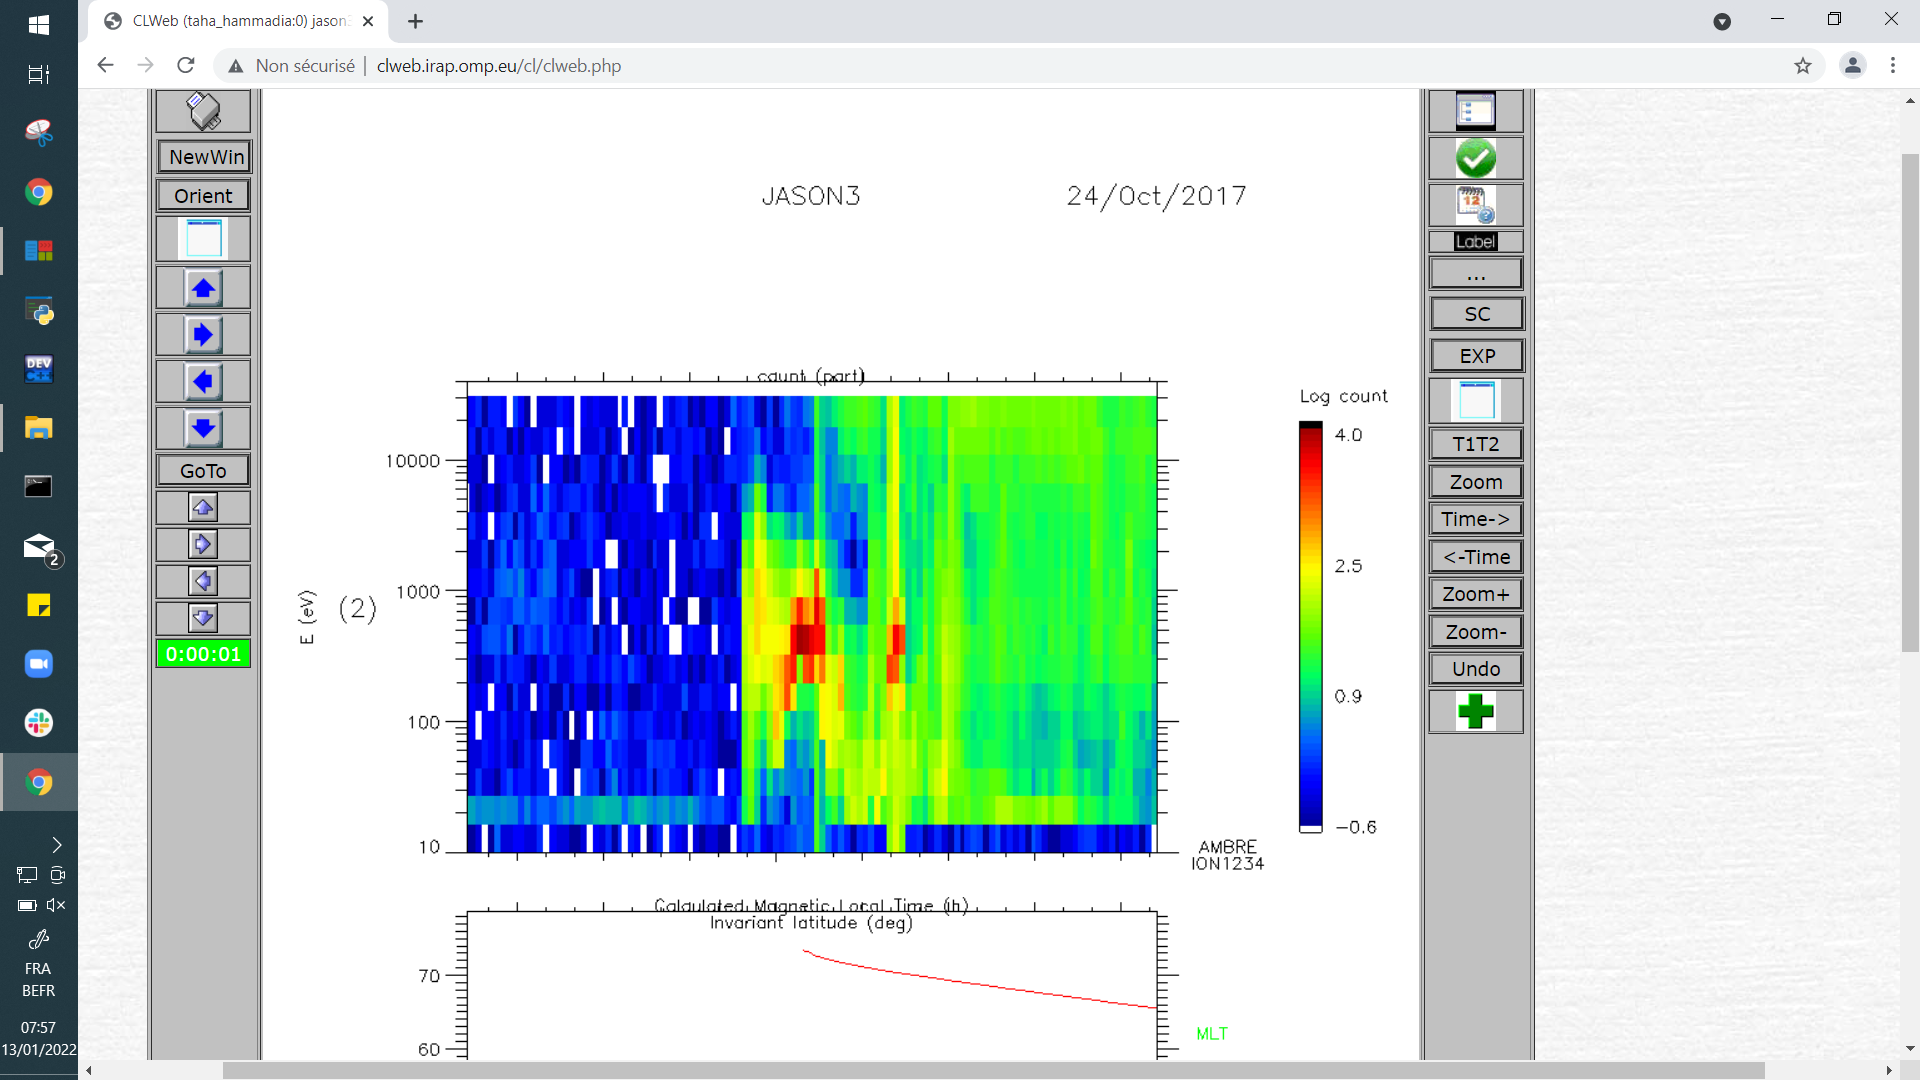 CLWeb (taha_hammadia:0) jason3
Non sécurisé
clweb.irap.omp.eu/cl/clweb.php
NewWin
Orient
GoTo
0:00:01
JASON3
24/Oct/2017
count (part)
10000
1000
100
10
E (eV)
(2)
Log count
4.0
2.5
0.9
−0.6
AMBRE
ION1234
Calculated Magnetic Local Time (h)
Invariant latitude (deg)
70
60
MLT
12
Label
...
SC
EXP
T1T2
Zoom
Time->
<-Time
Zoom+
Zoom-
Undo
DEV
2
FRA
BEFR
07:57
13/01/2022